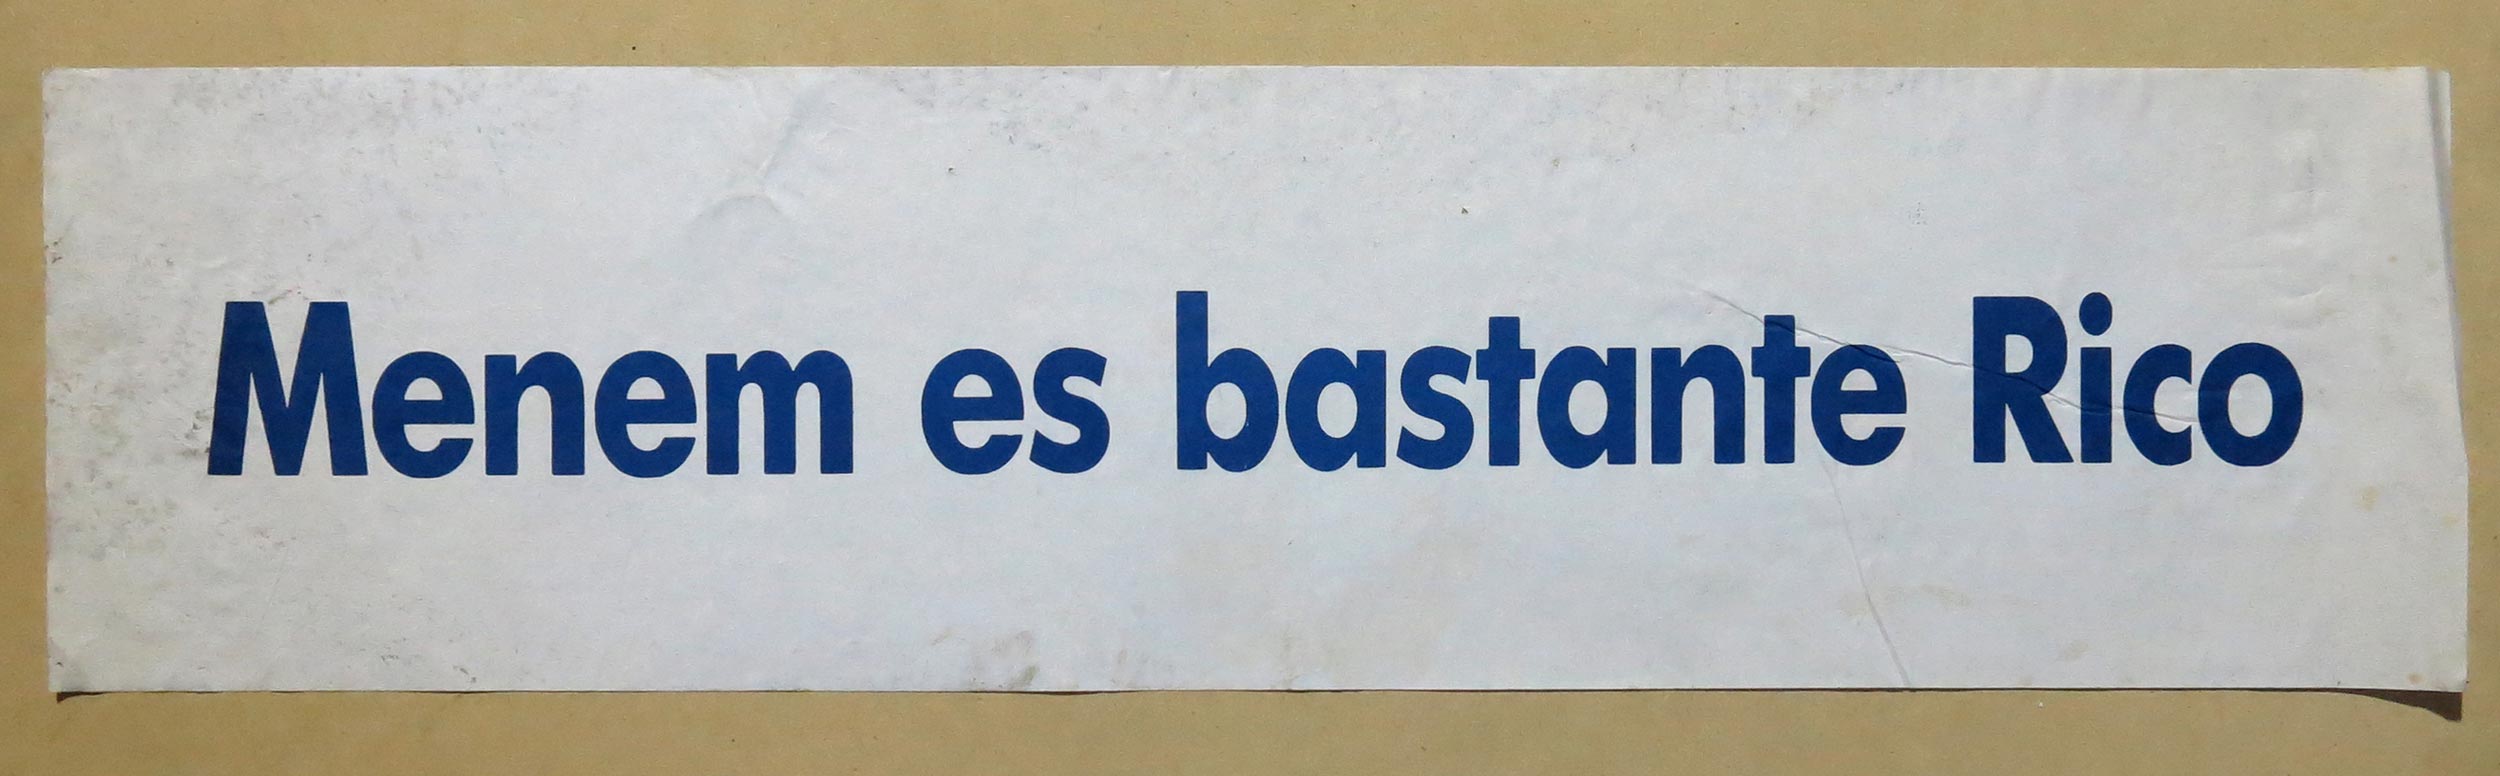 Menem es bastante Rico